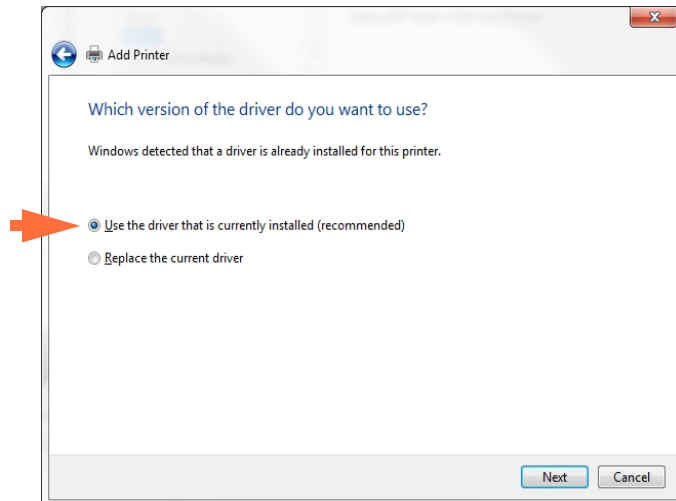 Add Printer
Which version of the driver do you want to use?
Windows detected that a driver is already installed for this printer.
Use the driver that is currently installed (recommended)
Replace the current driver
Next Cancel